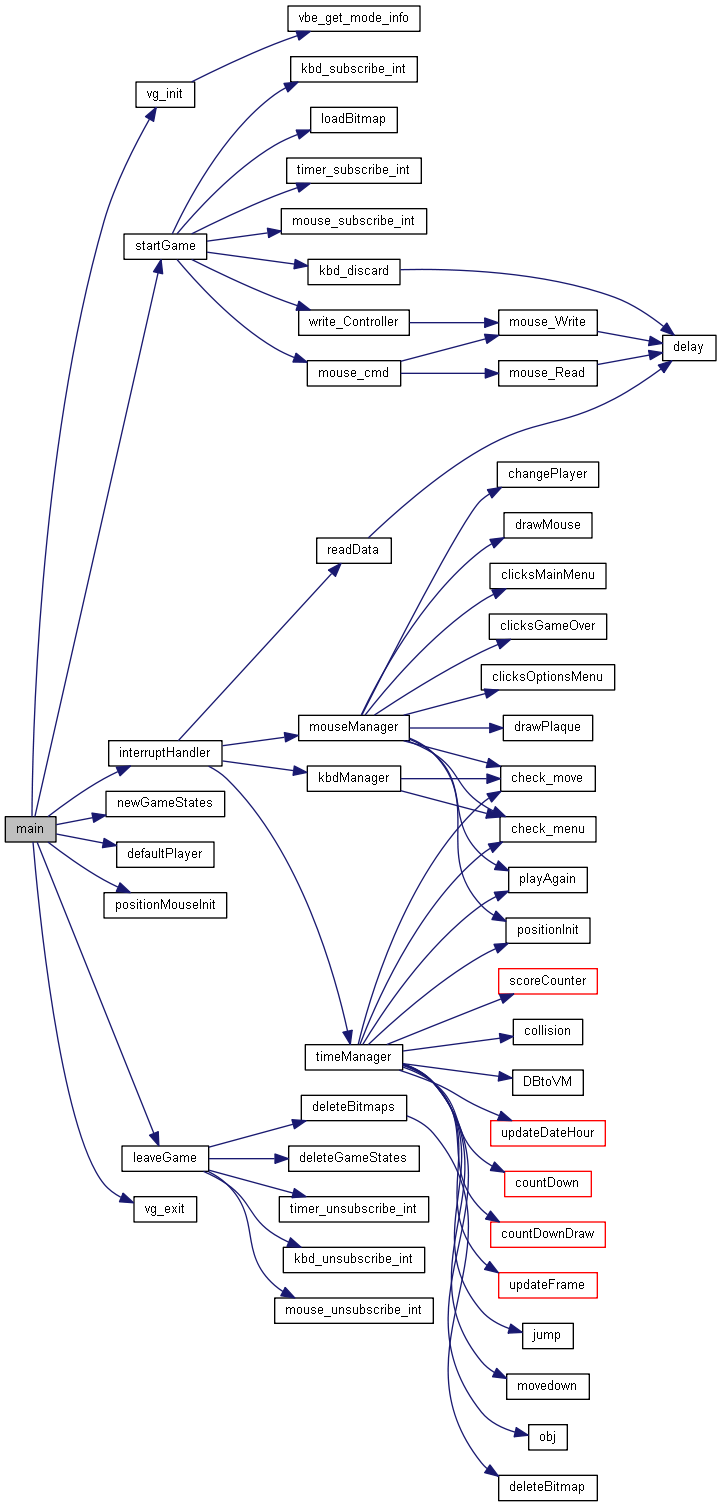 vbe_get_mode_info
kbd_subscribe_int
vg_init
loadBitmap
timer_subscribe_int
mouse_subscribe_int
startGame
kbd_discard
write_Controller
mouse_Write
delay
mouse_cmd
mouse_Read
changePlayer
drawMouse
readData
clicksMainMenu
clicksGameOver
clicksOptionsMenu
mouseManager
drawPlaque
interruptHandler
kbdManager
check_move
newGameStates
main
check_menu
defaultPlayer
playAgain
positionMouseInit
positionInit
scoreCounter
collision
timeManager
DBtoVM
deleteBitmaps
updateDateHour
leaveGame
deleteGameStates
countDown
vg_exit
timer_unsubscribe_int
countDownDraw
kbd_unsubscribe_int
updateFrame
mouse_unsubscribe_int
jump
movedown
obj
deleteBitmap